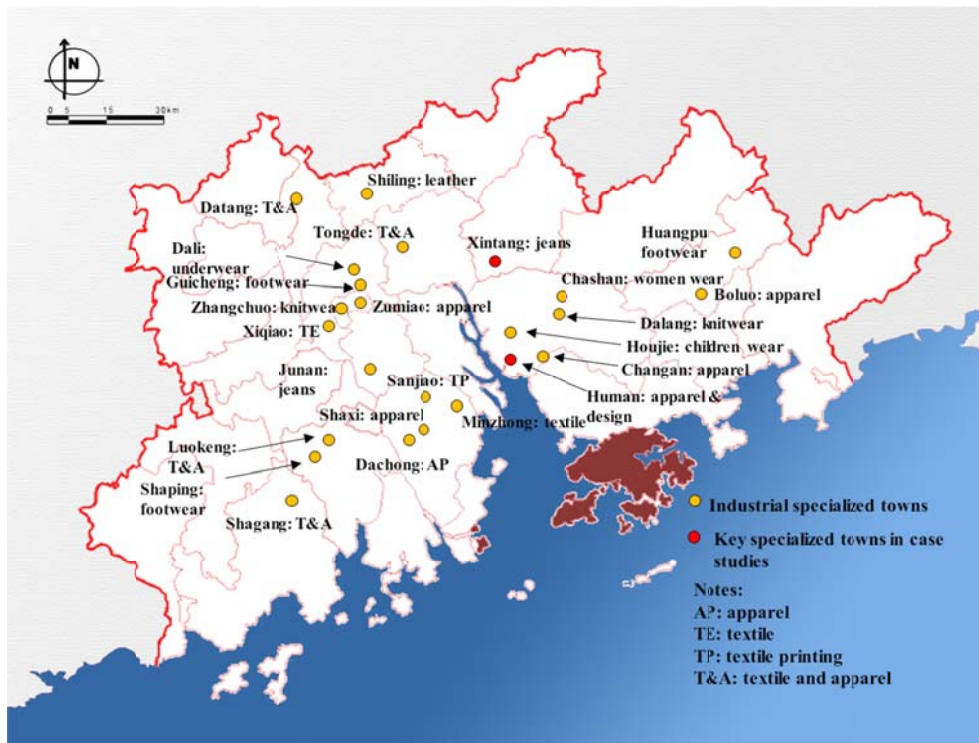 N
0 5 15 30km
Shiling: leather
Datang: T&A
Tongde: T&A
Xintang: jeans
Huangpu
footwear
Dali:
underwear
Chashan: women wear
Guicheng: footwear
Boluo: apparel
Zhangchuo: knitwea
Zumiao: apparel
Dalang: knitwear
Xiqiao: TE
Houjie: children wear
Junan:
jeans
Changan: apparel
Sanjiao: TP
Human: apparel &
design
Shaxi: apparel
Minzhong: textile
Luokeng:
T&A
Dachong: AP
Shaping:
footwear
Shagang: T&A
Industrial specialized towns
Key specialized towns in case
studies
Notes:
AP: apparel
TE: textile
TP: textile printing
T&A: textile and apparel